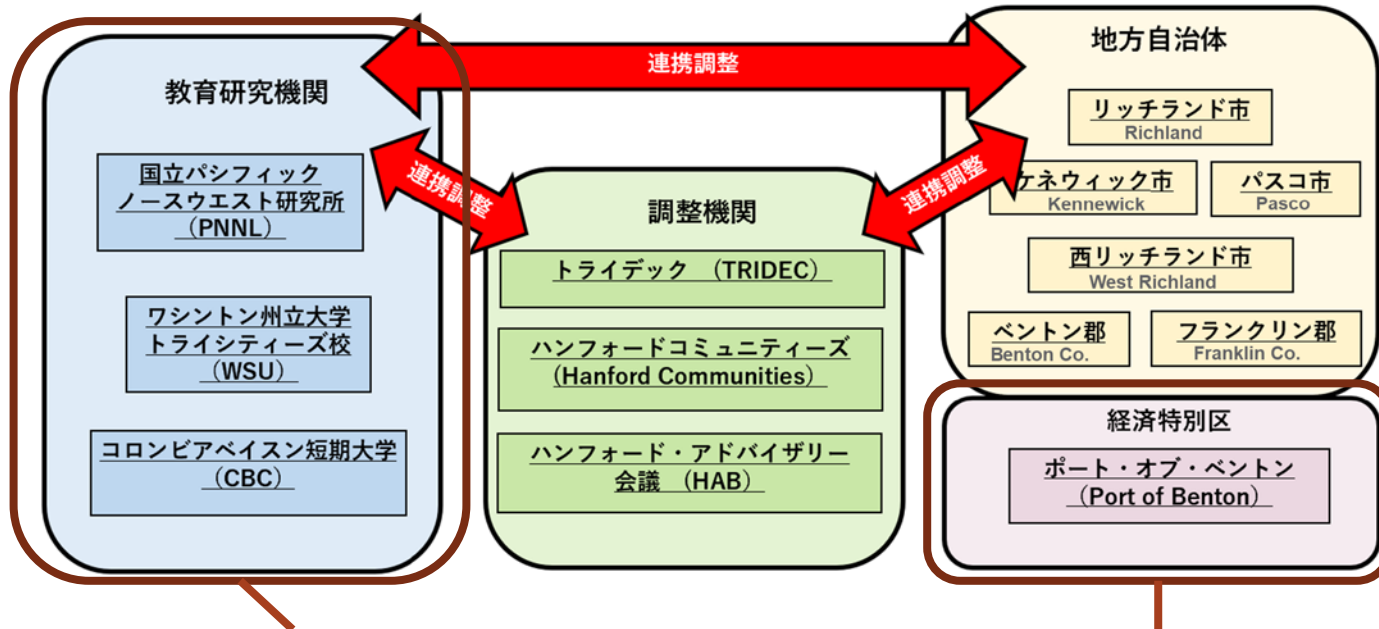 連携調整
教育研究機関
国立パシフィック
ノースウエスト研究所
（PNNL）
ワシントン州立大学
トライシティーズ校
(WSU）
コロンビアベイスン短期大学
（CBC）
連携調整
調整機関
トライデック　（TRIDEC）
ハンフォードコミュニティーズ
(Hanford Communities）
ハンフォード・アドバイザリー
会議　（HAB）
連携調整
地方自治体
リッチランド市
Richland
ケネウィック市
Kennewick
パスコ市
Pasco
西リッチランド市
West Richland
ベントン郡
Benton Co.
フランクリン郡
Franklin Co.
経済特別区
ポート・オブ・ベントン
（Port of Benton）